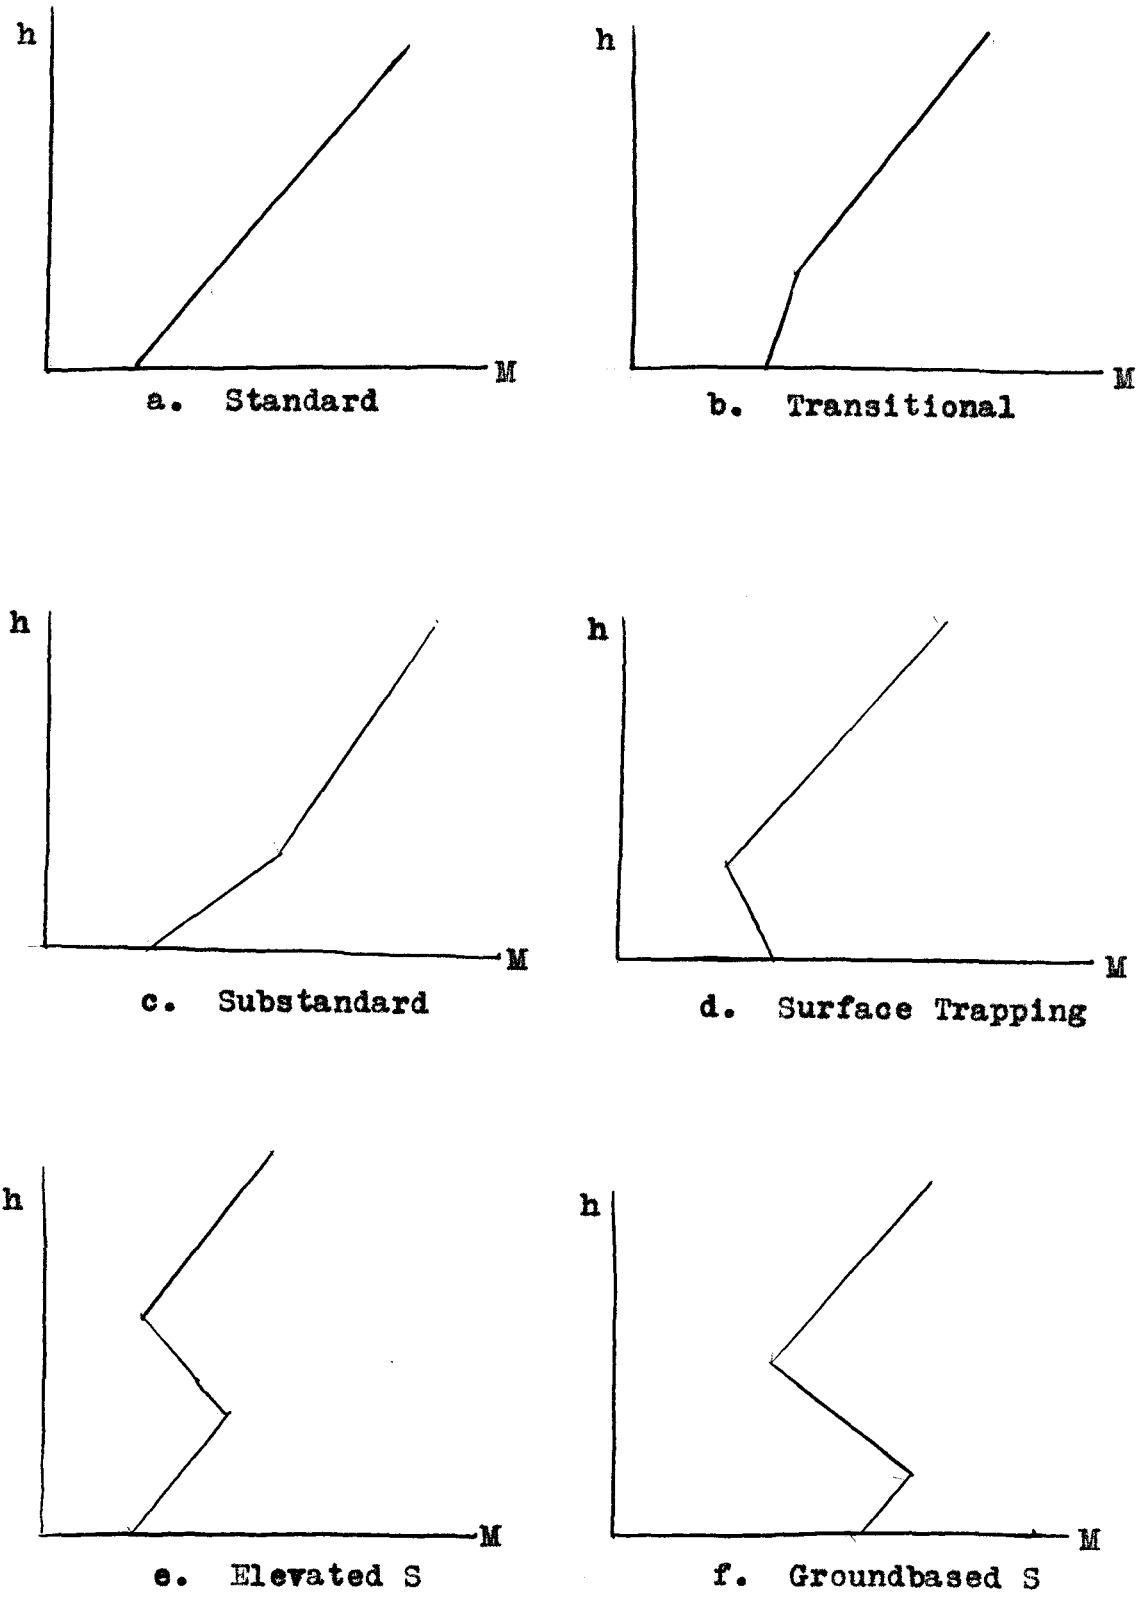 h
h
M
M
a. Standard
b. Transitional
h
h
M
M
c. Substandard
d. Surface Trapping
h
h
M
M
e. Elevated S
f. Groundbased S